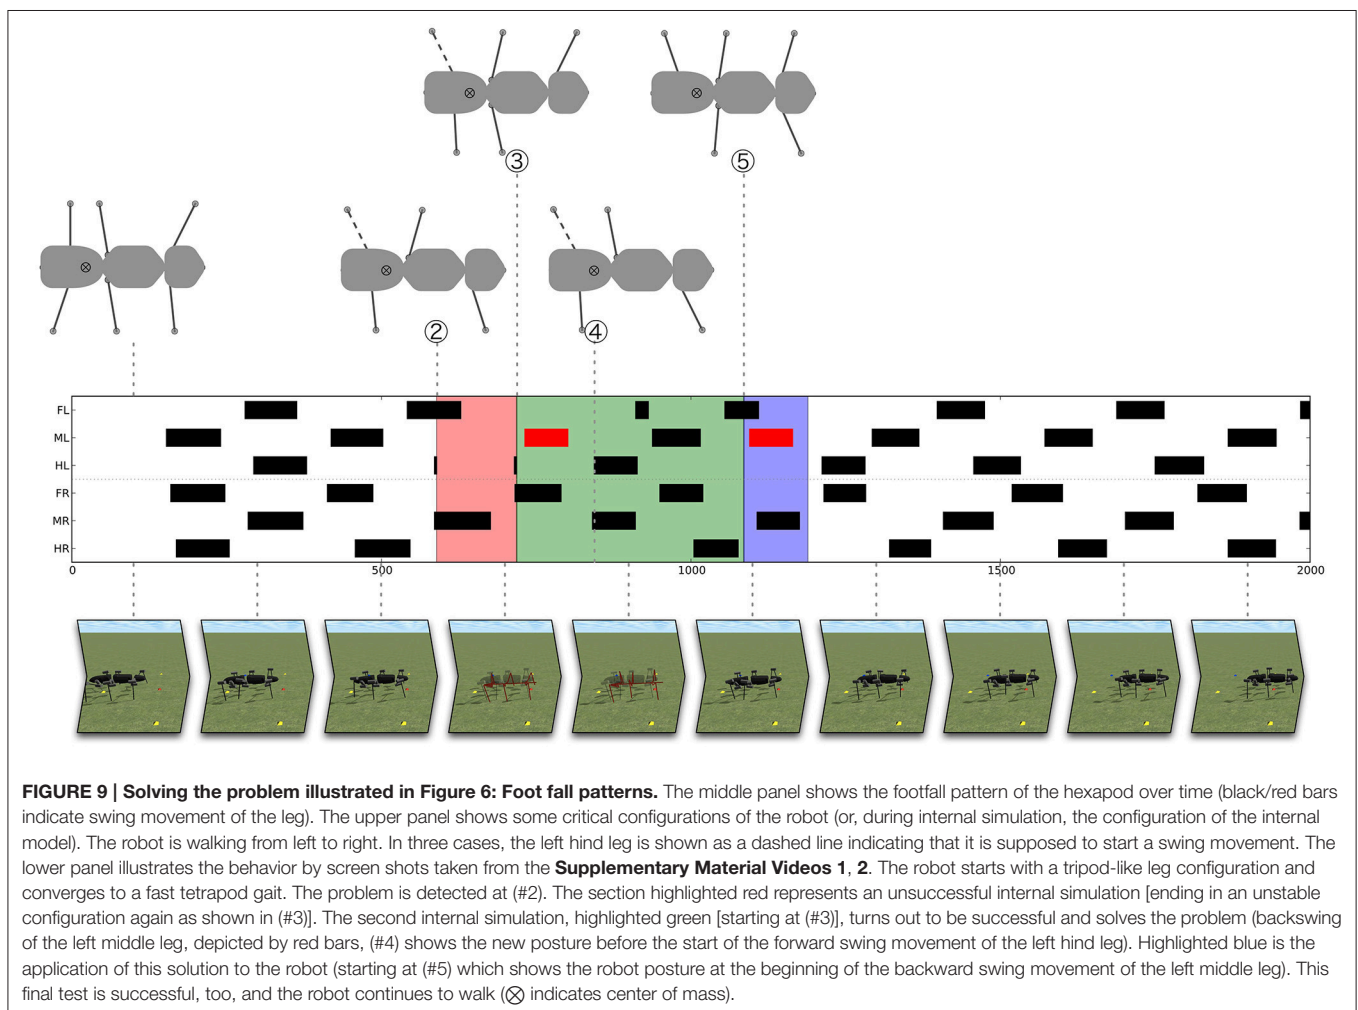 ③
⑤
②
④
FL
ML
HL
FR
MR
HR
0 500 1000 1500 2000
FIGURE 9 | Solving the problem illustrated in Figure 6: Foot fall patterns. The middle panel shows the footfall pattern of the hexapod over time (black/red bars
indicate swing movement of the leg). The upper panel shows some critical configurations of the robot (or, during internal simulation, the configuration of the internal
model). The robot is walking from left to right. In three cases, the left hind leg is shown as a dashed line indicating that it is supposed to start a swing movement. The
lower panel illustrates the behavior by screen shots taken from the Supplementary Material Videos 1, 2. The robot starts with a tripod-like leg configuration and
converges to a fast tetrapod gait. The problem is detected at (#2). The section highlighted red represents an unsuccessful internal simulation [ending in an unstable
configuration again as shown in (#3)]. The second internal simulation, highlighted green [starting at (#3)], turns out to be successful and solves the problem (backswing
of the left middle leg, depicted by red bars, (#4) shows the new posture before the start of the forward swing movement of the left hind leg). Highlighted blue is the
application of this solution to the robot (starting at (#5) which shows the robot posture at the beginning of the backward swing movement of the left middle leg). This
final test is successful, too, and the robot continues to walk (⊗ indicates center of mass).